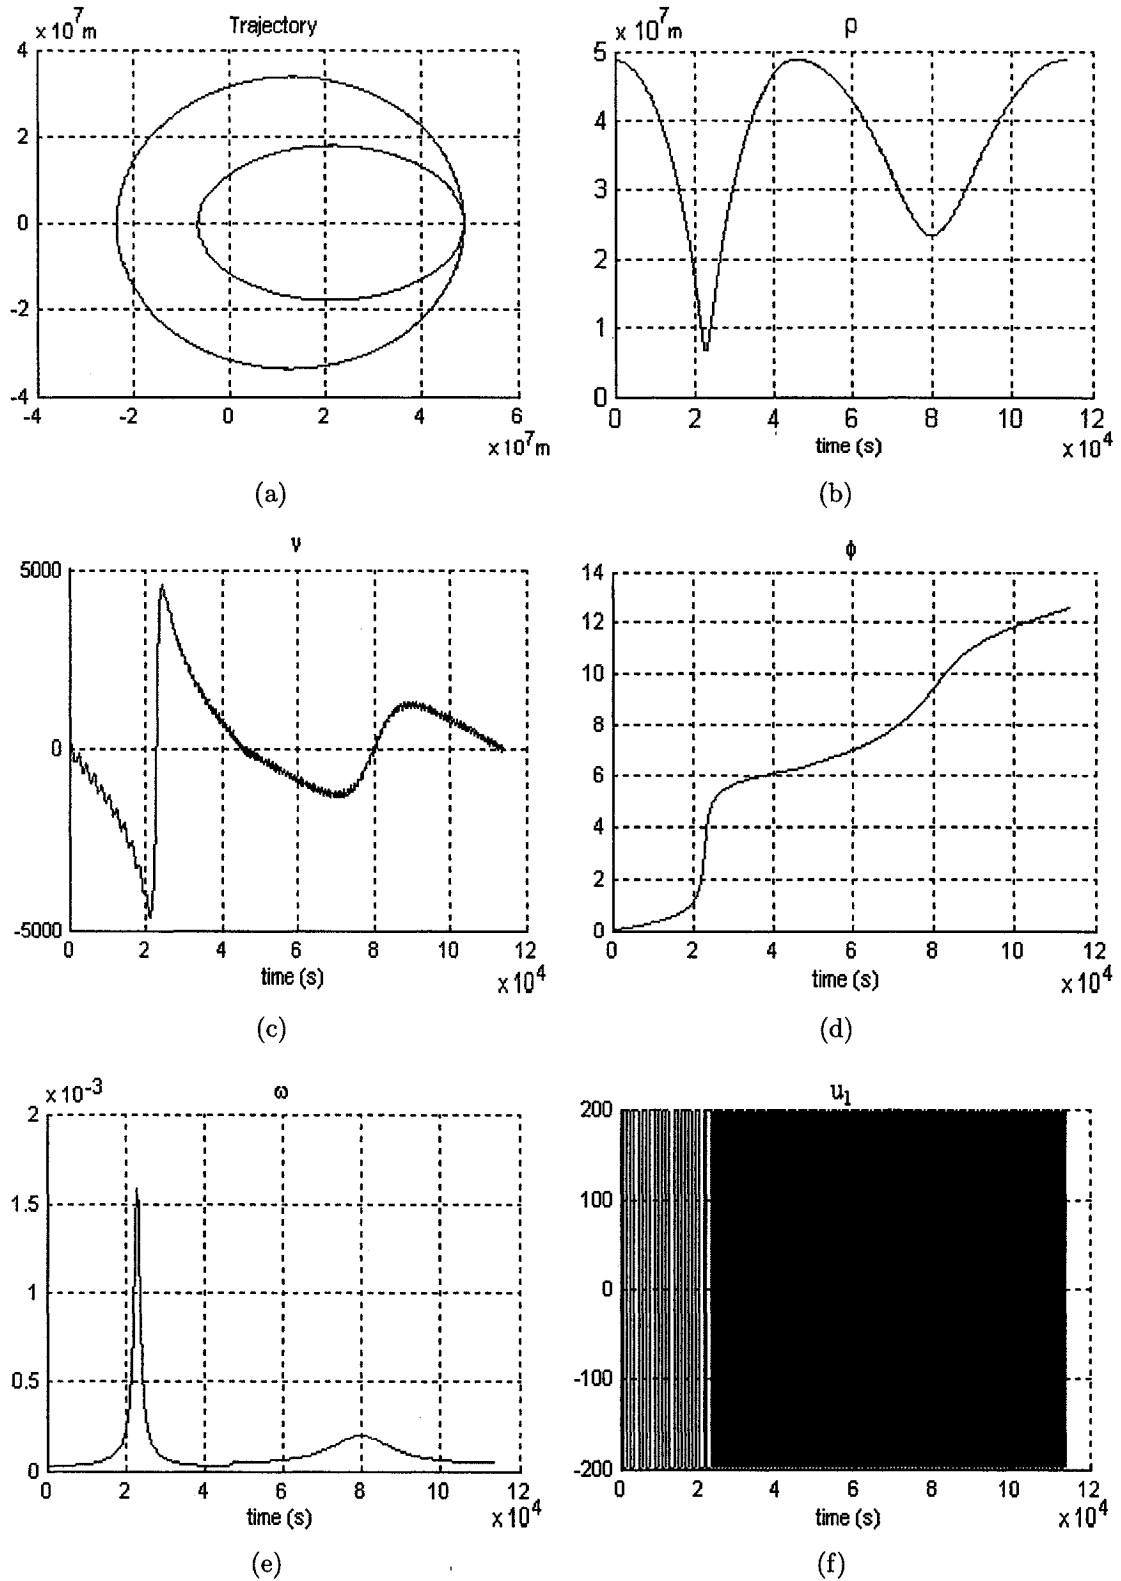 Trajectory
x 10^7 m
4
2
0
-2
-4
-4 -2 0 2 4 6
x 10^7 m
(a)
ρ
x 10^7 m
5
4
3
2
1
0
0 2 4 6 8 10 12
time (s)
x 10^4
(b)
ν
5000
0
-5000
0 2 4 6 8 10 12
time (s)
x 10^4
(c)
ϕ
14
12
10
8
6
4
2
0
0 2 4 6 8 10 12
time (s)
x 10^4
(d)
ω
x 10^-3
2
1.5
1
0.5
0
0 2 4 6 8 10 12
time (s)
x 10^4
(e)
u1
200
100
0
-100
-200
0 2 4 6 8 10 12
time (s)
x 10^4
(f)